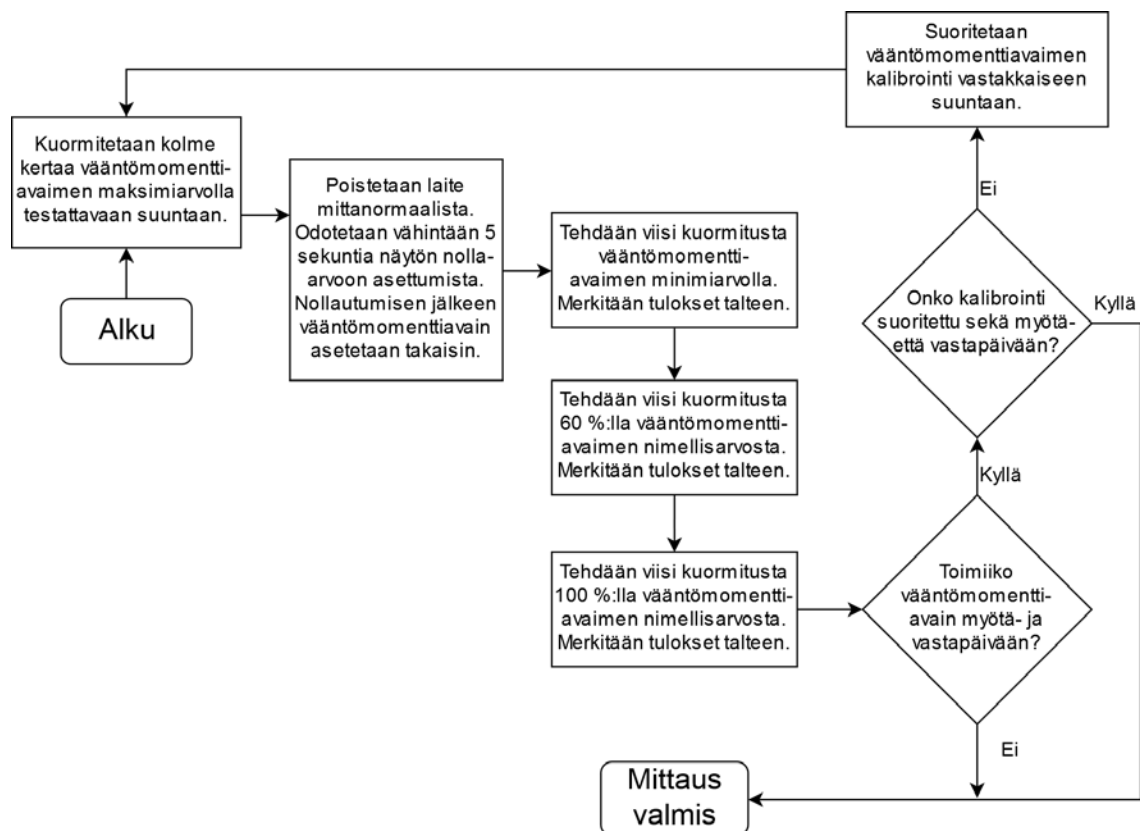 Suoritetaan
vääntömomenttiavaimen
kalibrointi vastakkaiseen
suuntaan.
Kuormitetaan kolme
kertaa vääntömomentti-
avaimen maksimiarvolla
testattavaan suuntaan.
Alku
Poistetaan laite
mittanormaalista.
Odotetaan vähintään 5
sekuntia näytön nolla-
arvoon asettumista.
Nollautumisen jälkeen
vääntömomenttiavain
asetetaan takaisin.
Tehdään viisi kuormitusta
vääntömomentti-
avaimen minimiarvolla.
Merkitään tulokset talteen.
Tehdään viisi kuormitusta
60 %:lla vääntömomentti-
avaimen nimellisarvosta.
Merkitään tulokset talteen.
Tehdään viisi kuormitusta
100 %:lla vääntömomentti-
avaimen nimellisarvosta.
Merkitään tulokset talteen.
Toimiiko
vääntömomentti-
avain myötä- ja
vastapäivään?
Kyllä
Ei
Onko kalibrointi
suoritettu sekä myötä-
että vastapäivään?
Ei
Kyllä
Mittaus
valmis